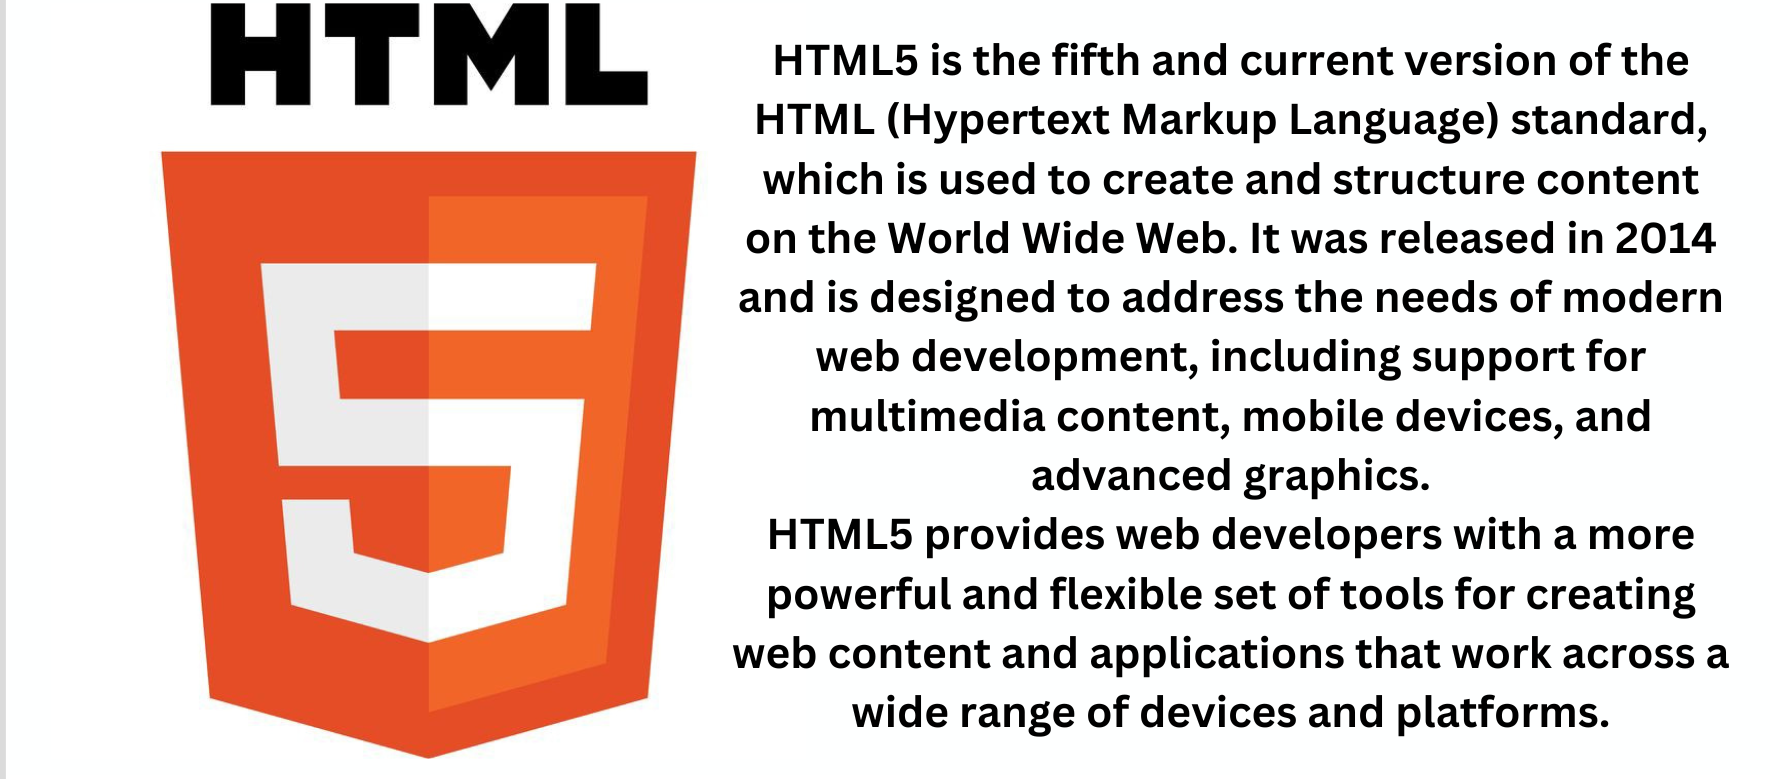 HTML
5
HTML5 is the fifth and current version of the
HTML (Hypertext Markup Language) standard,
which is used to create and structure content
on the World Wide Web. It was released in 2014
and is designed to address the needs of modern
web development, including support for
multimedia content, mobile devices, and
advanced graphics.
HTML5 provides web developers with a more
powerful and flexible set of tools for creating
web content and applications that work across a
wide range of devices and platforms.